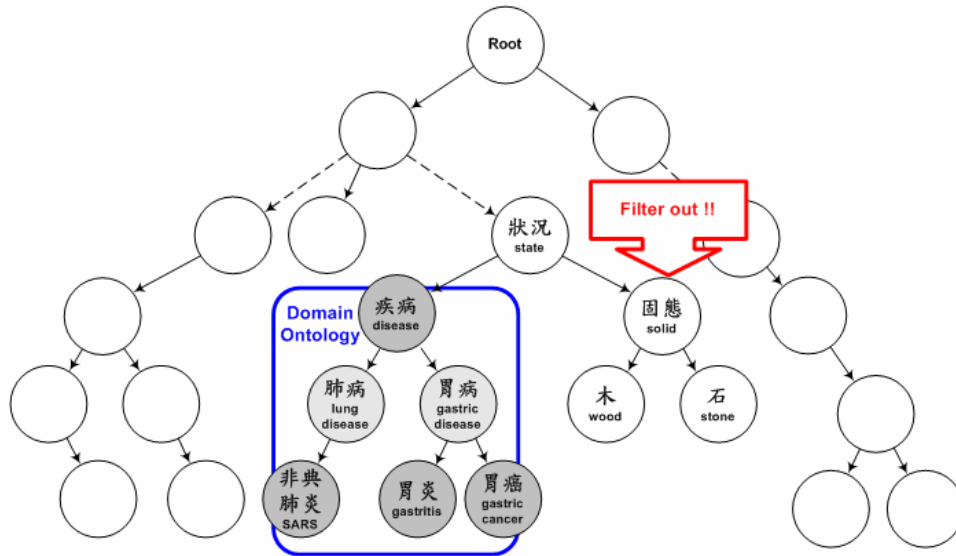 Root
Filter out !!
狀況
state
Domain
Ontology
疾病
disease
固態
solid
肺病
lung
disease
胃病
gastric
disease
木
wood
石
stone
非典
肺炎
SARS
胃炎
gastritis
胃癌
gastric
cancer